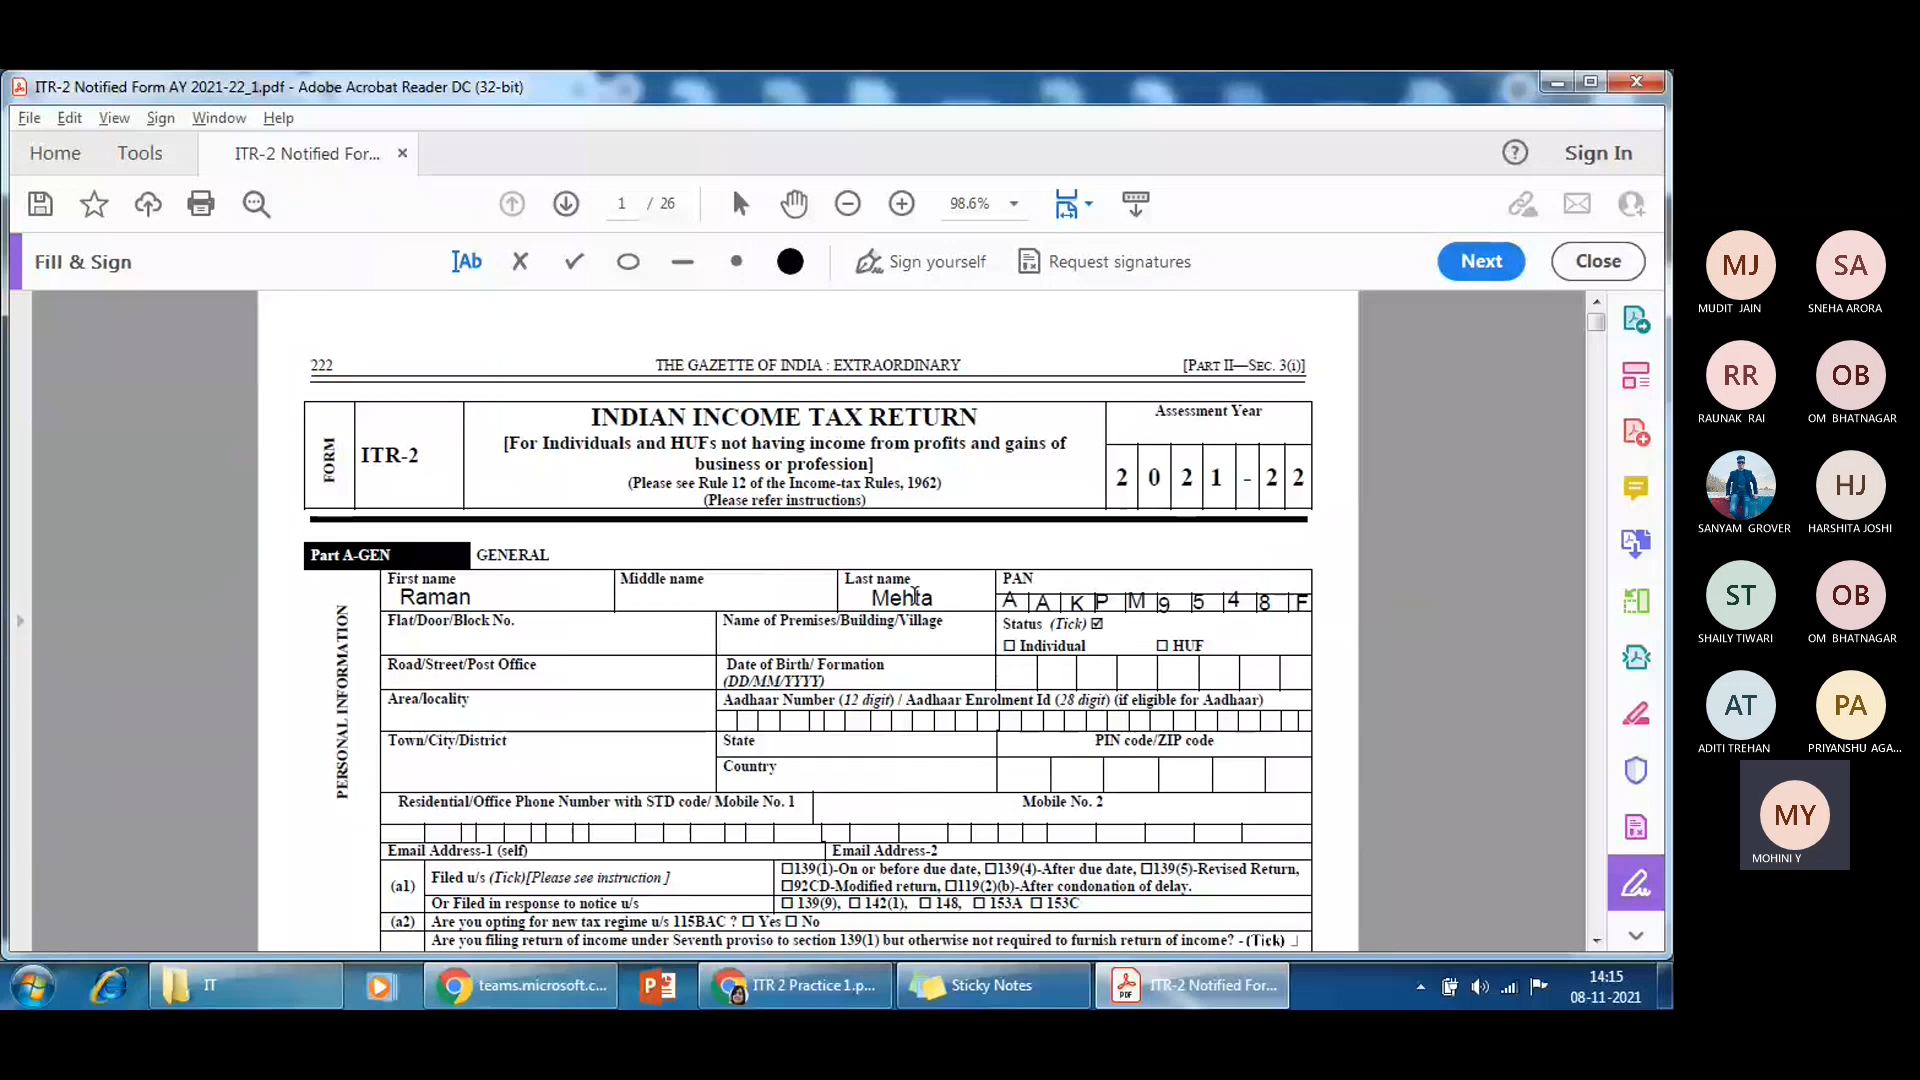 ITR-2 Notified Form AY 2021-22_1.pdf - Adobe Acrobat Reader DC (32-bit)
File Edit View Sign Window Help
Home Tools ITR-2 Notified For... × Sign In
1 / 26 98.6%
Fill & Sign Ab Sign yourself Request signatures Next Close
222 THE GAZETTE OF INDIA : EXTRAORDINARY [PART II—SEC. 3(i)]
FORM
ITR-2
INDIAN INCOME TAX RETURN
[For Individuals and HUFs not having income from profits and gains of
business or profession]
(Please see Rule 12 of the Income-tax Rules, 1962)
(Please refer instructions)
Assessment Year
2 0 2 1 - 2 2
Part A-GEN GENERAL
PERSONAL INFORMATION
First name Middle name Last name PAN
Raman Mehta A A K P M 9 5 4 8 F
Flat/Door/Block No. Name of Premises/Building/Village Status (Tick) ☑
☐ Individual ☐ HUF
Road/Street/Post Office Date of Birth/ Formation
(DD/MM/YYYY)
Area/locality Aadhaar Number (12 digit) / Aadhaar Enrolment Id (28 digit) (if eligible for Aadhaar)
Town/City/District State PIN code/ZIP code
Country
Residential/Office Phone Number with STD code/ Mobile No. 1 Mobile No. 2
Email Address-1 (self) Email Address-2
(a1) Filed u/s (Tick)[Please see instruction ] ☐139(1)-On or before due date, ☐139(4)-After due date, ☐139(5)-Revised Return,
☐92CD-Modified return, ☐119(2)(b)-After condonation of delay.
Or Filed in response to notice u/s ☐ 139(9), ☐ 142(1), ☐ 148, ☐ 153A ☐ 153C
(a2) Are you opting for new tax regime u/s 115BAC ? ☐ Yes ☐ No
Are you filing return of income under Seventh proviso to section 139(1) but otherwise not required to furnish return of income? - (Tick)
IT teams.microsoft.c... ITR 2 Practice 1.p... Sticky Notes ITR-2 Notified For...
14:15
08-11-2021
MJ SA
MUDIT JAIN SNEHA ARORA
RR OB
RAUNAK RAI OM BHATNAGAR
HJ
SANYAM GROVER HARSHITA JOSHI
ST OB
SHAILY TIWARI OM BHATNAGAR
AT PA
ADITI TREHAN PRIYANSHU AGA...
MY
MOHINI Y